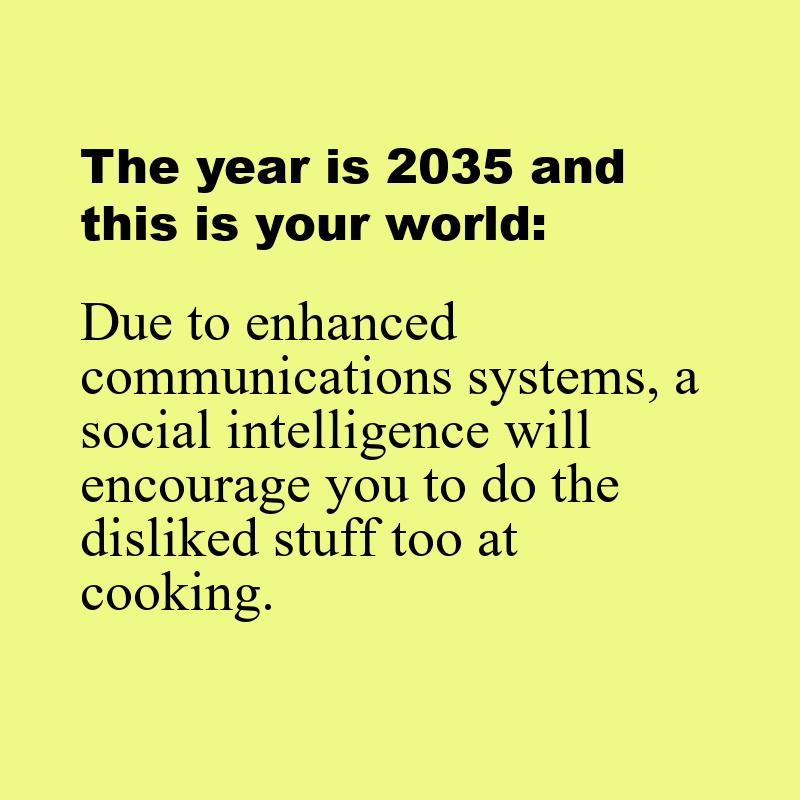 The year is 2035 and
this is your world:
Due to enhanced
communications systems, a
social intelligence will
encourage you to do the
disliked stuff too at
cooking.